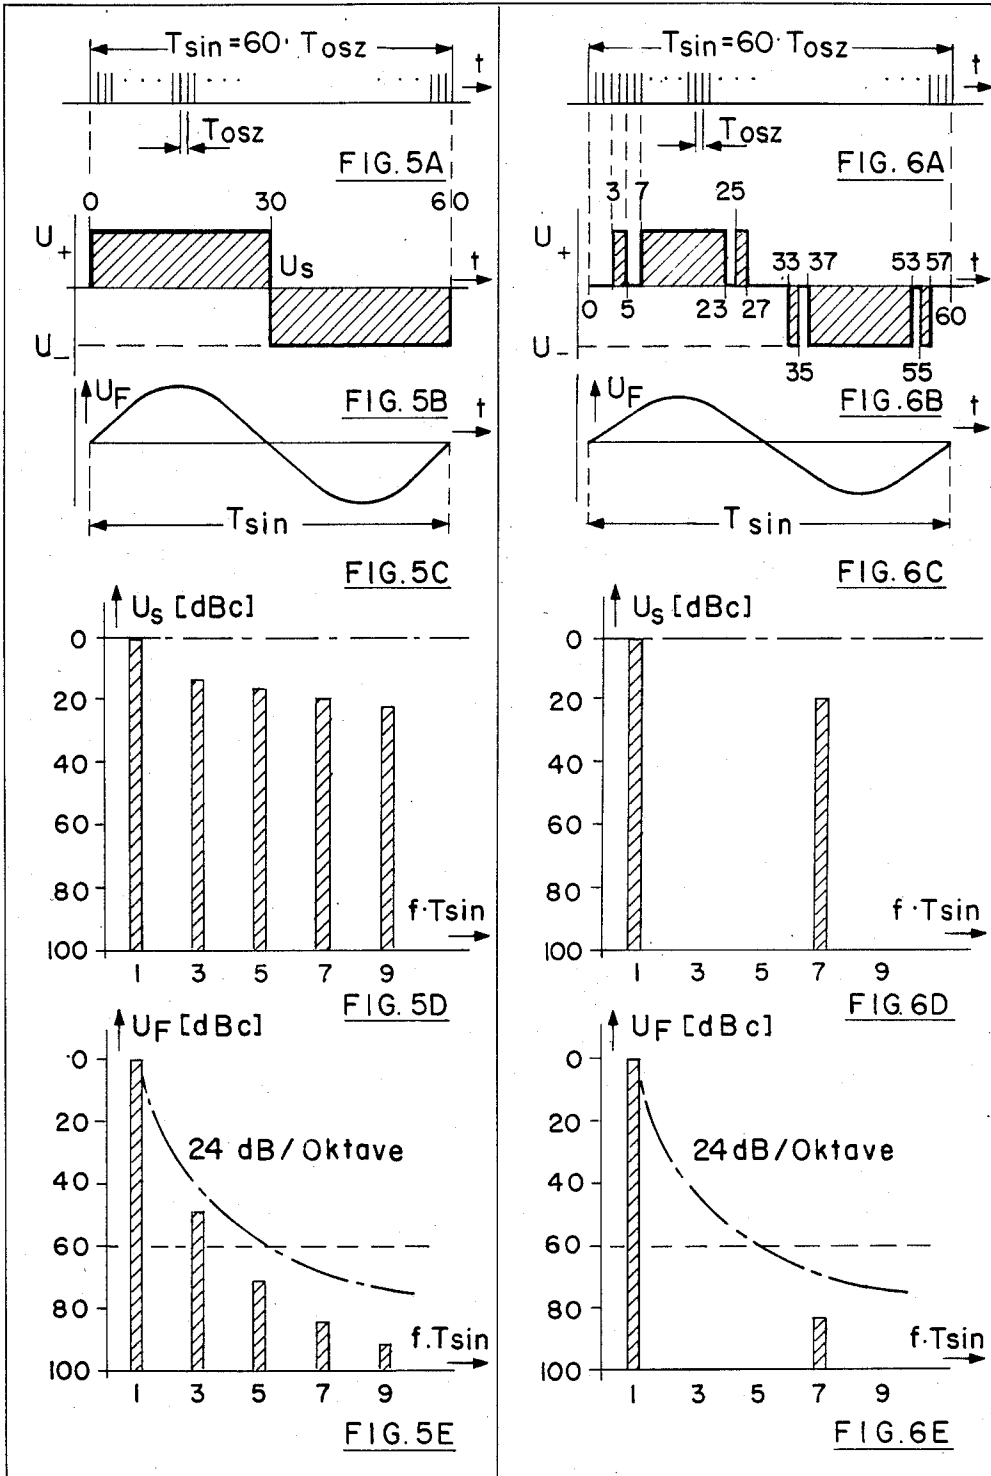 Tsin=60·Tosz
t
Tosz
FIG.5A
0 30 60
U+
Us
t
U_
FIG.5B
UF
t
Tsin
FIG.5C
Us [dBc]
0
20
40
60
80
100
f·Tsin
1 3 5 7 9
FIG.5D
UF [dBc]
0
20
24 dB/Oktave
40
60
80
f.Tsin
100
1 3 5 7 9
FIG.5E
Tsin=60·Tosz
t
Tosz
FIG.6A
3 7 25
U+
33 37 53 57
t
0 5 23 27 60
U_
35 55
FIG.6B
UF
t
Tsin
FIG.6C
Us [dBc]
0
20
40
60
80
100
f·Tsin
1 3 5 7 9
FIG.6D
UF [dBc]
0
20
24dB/Oktave
40
60
80
f·Tsin
100
1 3 5 7 9
FIG.6E